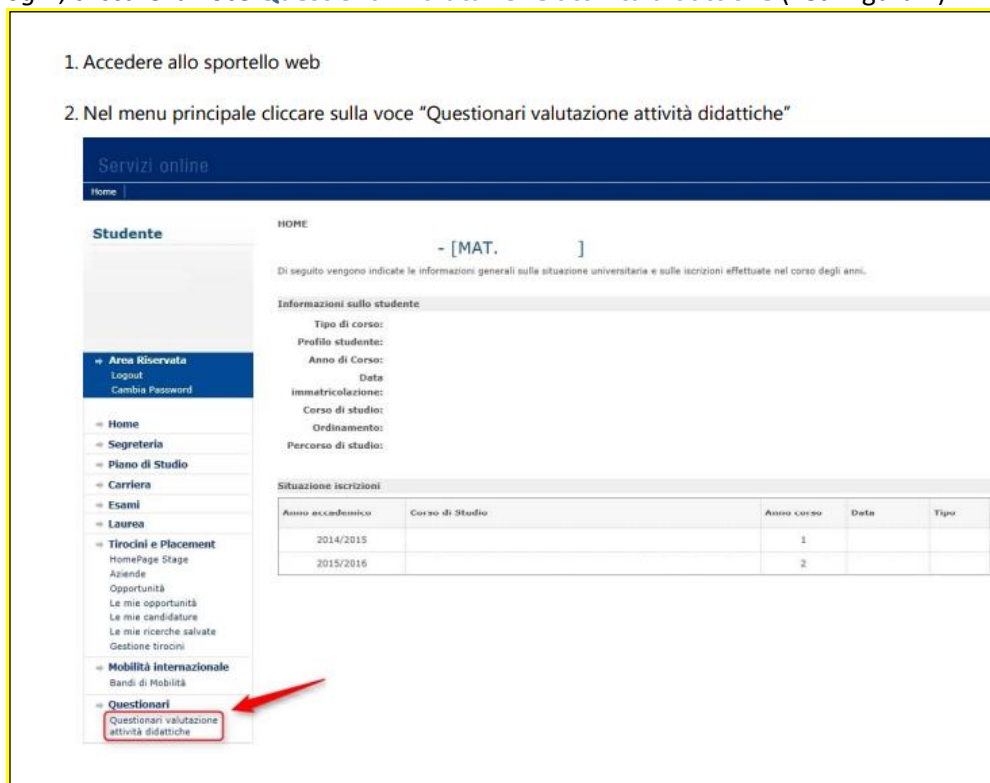 1. Accedere allo sportello web
2. Nel menu principale cliccare sulla voce "Questionari valutazione attività didattiche"
Servizi online
Home
Studente
Area Riservata
Logout
Cambia Password
Home
Segreteria
Piano di Studio
Carriera
Esami
Laurea
Tirocini e Placement
HomePage Stage
Aziende
Opportunità
Le mie opportunità
Le mie candidature
Le mie ricerche salvate
Gestione tirocini
Mobilità internazionale
Bandi di Mobilità
Questionari
Questionari valutazione
attività didattiche
HOME
- [MAT. ]
Di seguito vengono indicate le informazioni generali sulla situazione universitaria e sulle iscrizioni effettuate nel corso degli anni.
Informazioni sullo studente
Tipo di corso:
Profilo studente:
Anno di Corso:
Data
immatricolazione:
Corso di studio:
Ordinamento:
Percorso di studio:
Situazione iscrizioni
Anno accademico Corso di Studio Anno corso Data Tipo
2014/2015 1
2015/2016 2